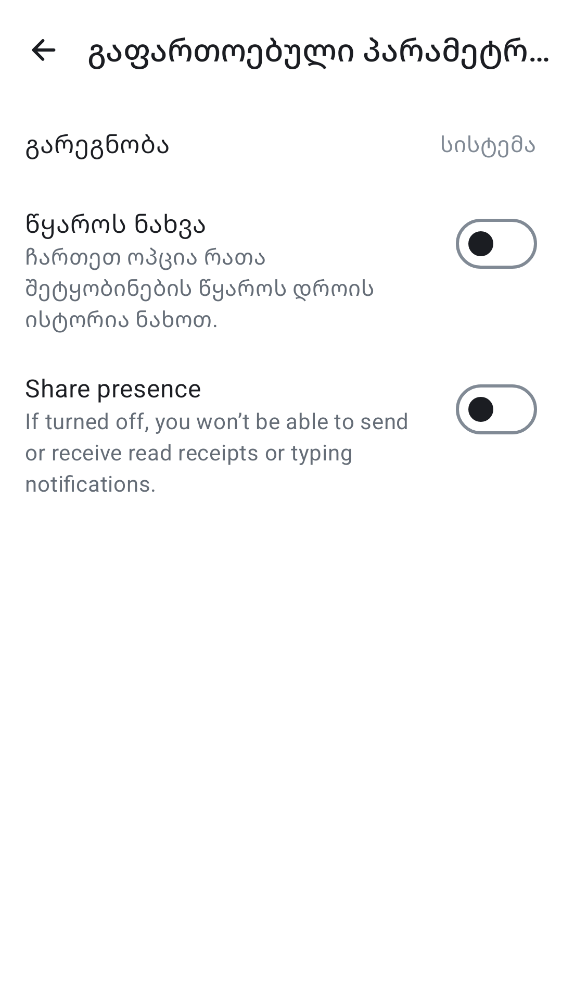 გაფართოებული პარამეტრ...
გარეგნობა
სისტემა
წყაროს ნახვა
ჩართეთ ოპცია რათა
შეტყობინების წყაროს დროის
ისტორია ნახოთ.
Share presence
If turned off, you won’t be able to send
or receive read receipts or typing
notifications.